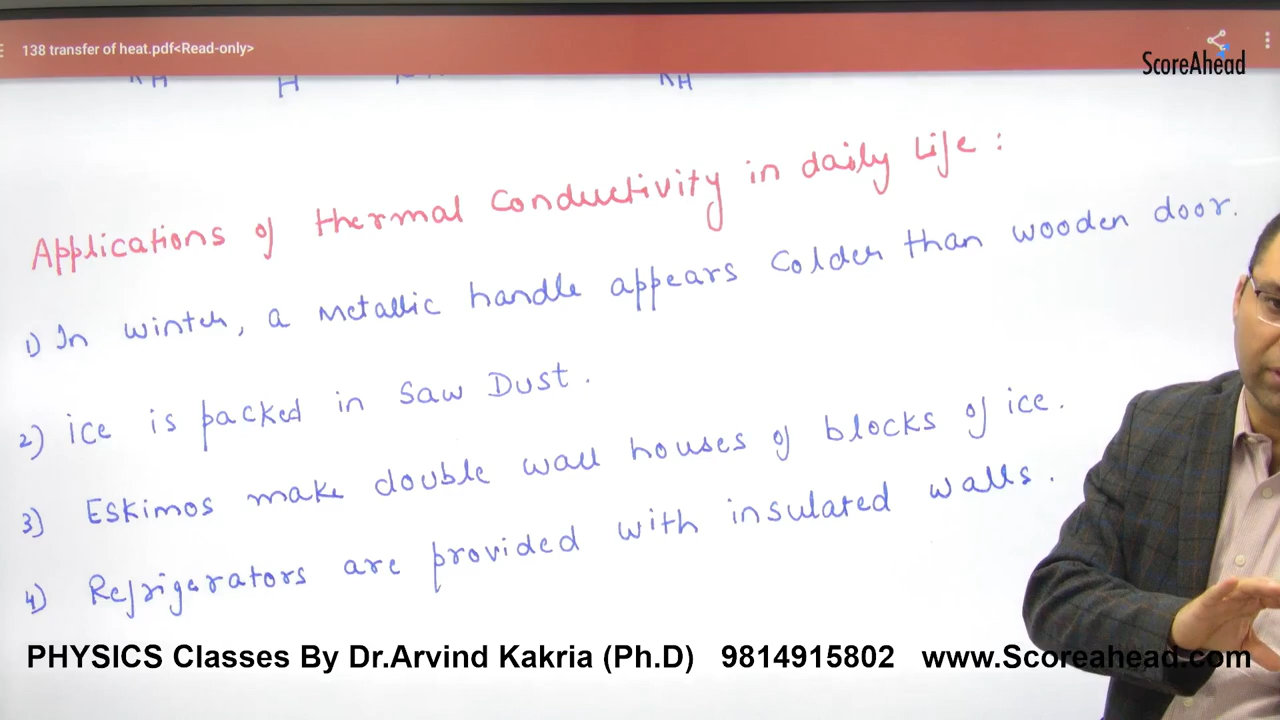 138 transfer of heat.pdf<Read-only>
ScoreAhead
Applications of thermal Conductivity in daily Life :
1) In winter, a metallic handle appears Colder than wooden door.
2) ice is packed in Saw Dust.
3) Eskimos make double wall houses of blocks of ice.
4) Refrigerators are provided with insulated walls.
PHYSICS Classes By Dr.Arvind Kakria (Ph.D) 9814915802 www.Scoreahead.com